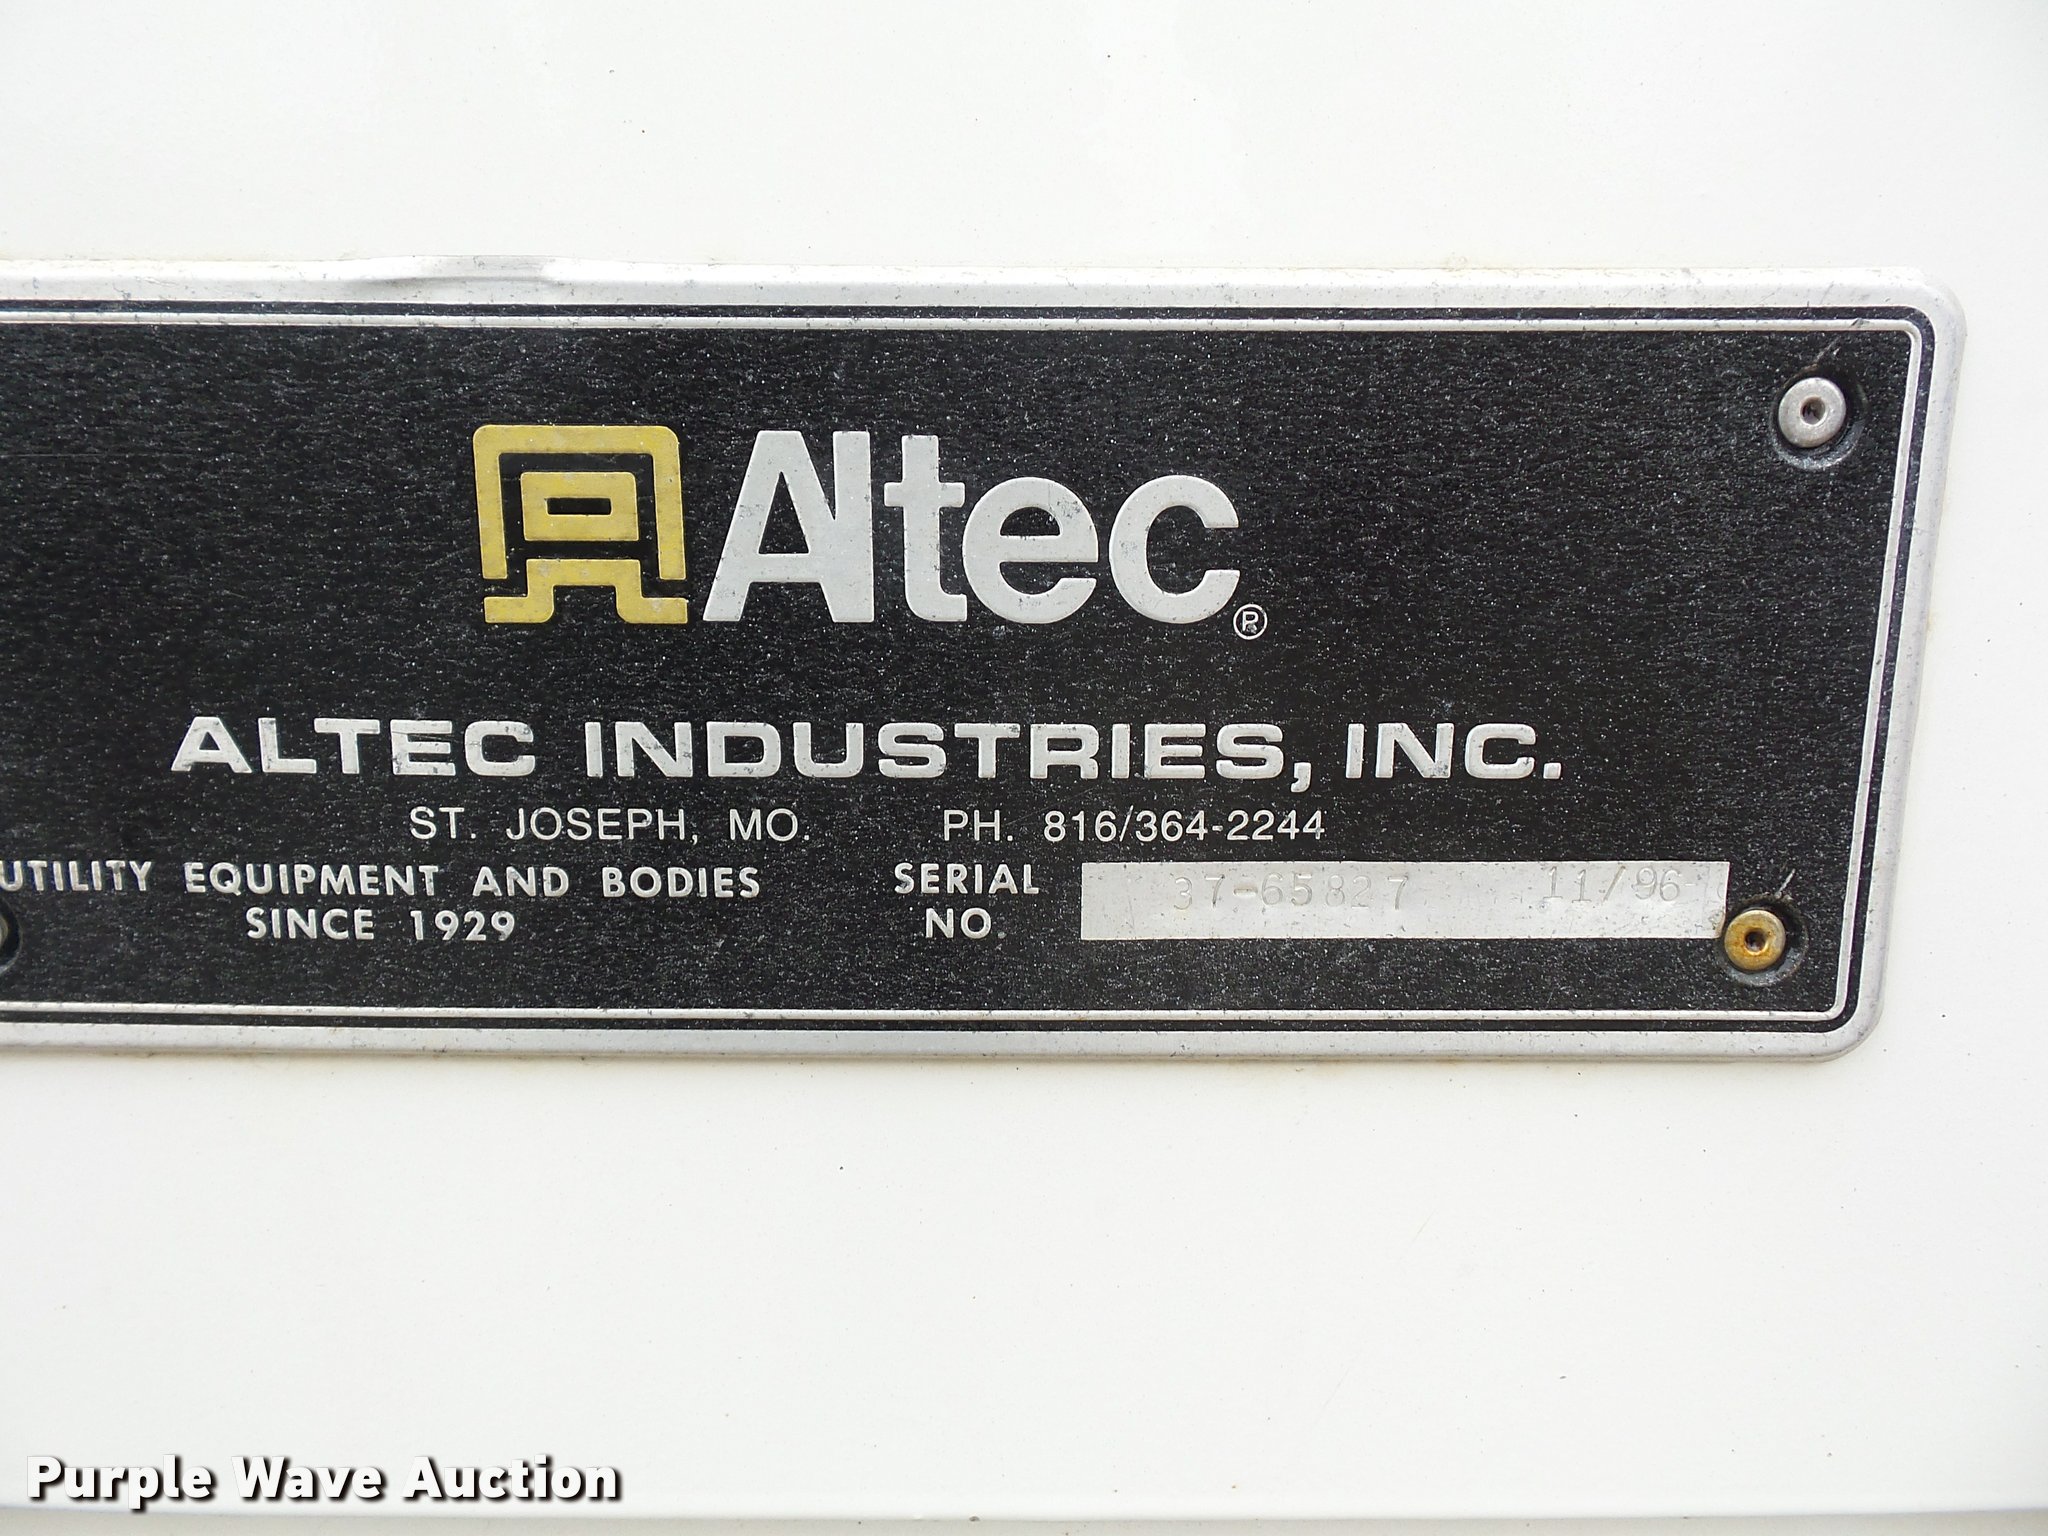 Altec®
ALTEC INDUSTRIES, INC.
ST. JOSEPH, MO. PH. 816/364-2244
UTILITY EQUIPMENT AND BODIES
SINCE 1929
SERIAL NO. 37-65827 11/96
Purple Wave Auction